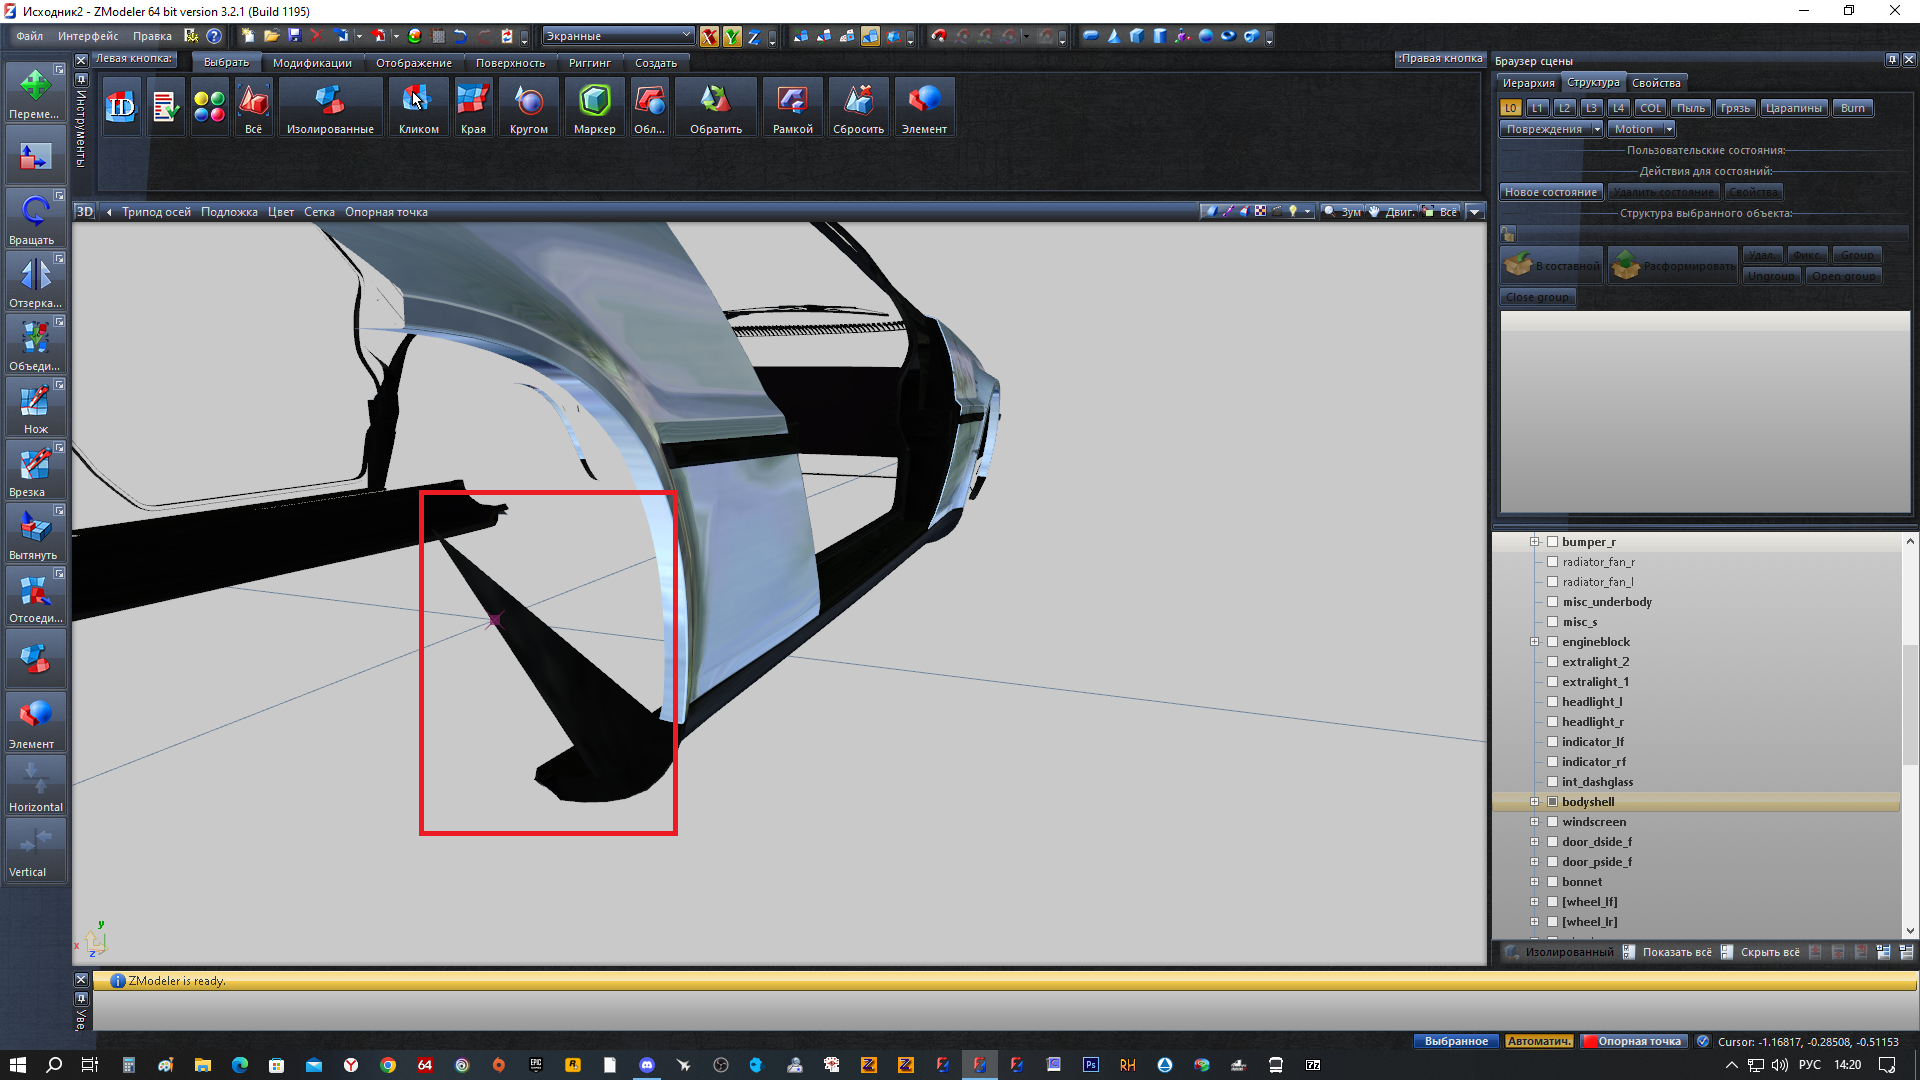 Исходник2 - ZModeler 64 bit version 3.2.1 (Build 1195)
Файл Интерфейс Правка
Экранные
X Y Z
Левая кнопка: Выбрать Модификации Отображение Поверхность Риггинг Создать :Правая кнопка
Инструменты
ID
Всё
Изолированные
Кликом
Края
Кругом
Маркер
Обл...
Обратить
Рамкой
Сбросить
Элемент
Переме...
Вращать
Отзерка...
Объеди...
Нож
Врезка
Вытянуть
Отсоеди...
Элемент
Horizontal
Vertical
3D Трипод осей Подложка Цвет Сетка Опорная точка
Зум Двиг. Всё
y
x
z
Браузер сцены
Иерархия Структура Свойства
L0 L1 L2 L3 L4 COL Пыль Грязь Царапины Burn
Повреждения Motion
Пользовательские состояния:
Действия для состояний:
Новое состояние Удалить состояние Свойства
Структура выбранного объекта:
В составной Расформировать Удал. Фикс. Group
Ungroup Open group
Close group
bumper_r
radiator_fan_r
radiator_fan_l
misc_underbody
misc_s
engineblock
extralight_2
extralight_1
headlight_l
headlight_r
indicator_lf
indicator_rf
int_dashglass
bodyshell
windscreen
door_dside_f
door_pside_f
bonnet
[wheel_lf]
[wheel_lr]
Изолированный Показать всё Скрыть всё
ZModeler is ready.
Уве
Выбранное Автоматич. Опорная точка Cursor: -1.16817, -0.28508, -0.51153
64
EPIC
Ps
RH
РУС
14:20